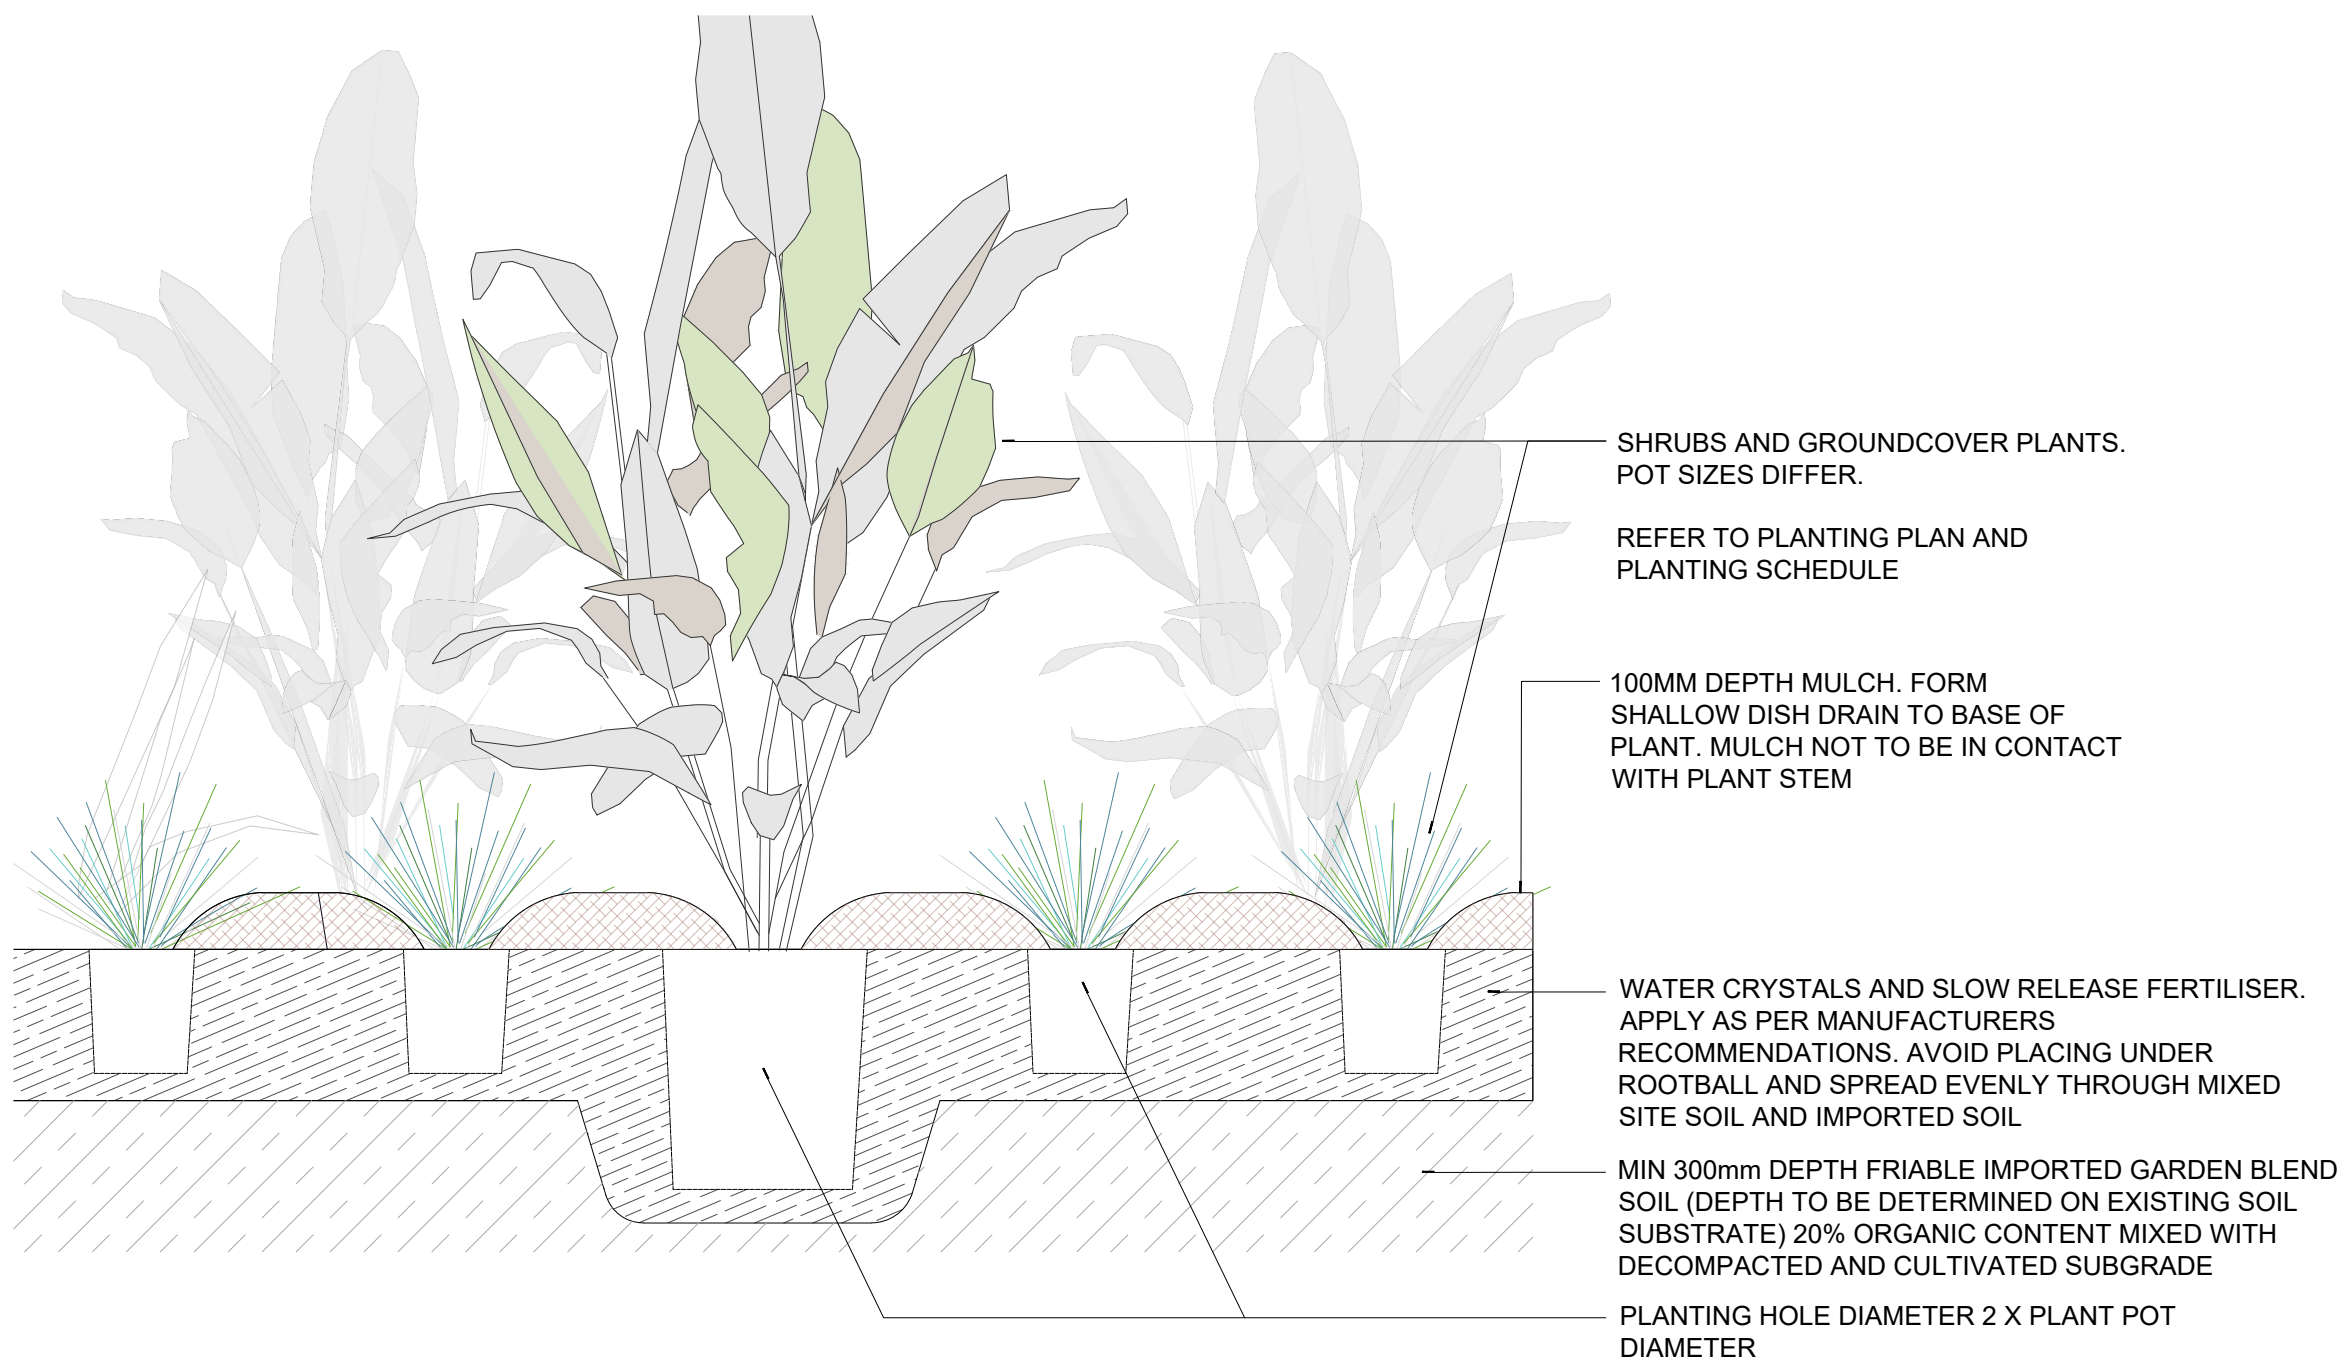 SHRUBS AND GROUNDCOVER PLANTS.
POT SIZES DIFFER.
REFER TO PLANTING PLAN AND
PLANTING SCHEDULE
100MM DEPTH MULCH. FORM
SHALLOW DISH DRAIN TO BASE OF
PLANT. MULCH NOT TO BE IN CONTACT
WITH PLANT STEM
WATER CRYSTALS AND SLOW RELEASE FERTILISER.
APPLY AS PER MANUFACTURERS
RECOMMENDATIONS. AVOID PLACING UNDER
ROOTBALL AND SPREAD EVENLY THROUGH MIXED
SITE SOIL AND IMPORTED SOIL
MIN 300mm DEPTH FRIABLE IMPORTED GARDEN BLEND
SOIL (DEPTH TO BE DETERMINED ON EXISTING SOIL
SUBSTRATE) 20% ORGANIC CONTENT MIXED WITH
DECOMPACTED AND CULTIVATED SUBGRADE
PLANTING HOLE DIAMETER 2 X PLANT POT
DIAMETER